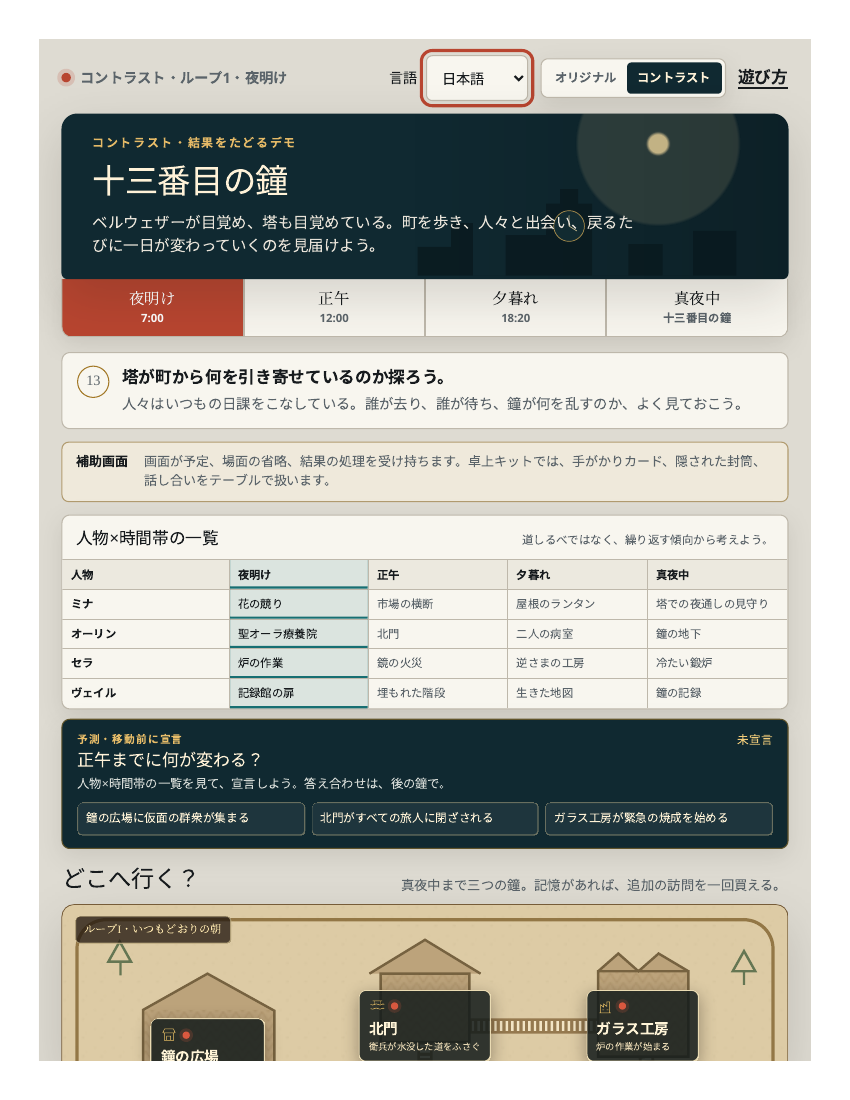 コントラスト・ループ1・夜明け
言語
日本語
オリジナル
コントラスト
遊び方
コントラスト・結果をたどるデモ
十三番目の鐘
ベルウェザーが目覚め、塔も目覚めている。町を歩き、人々と出会い、戻るた
びに一日が変わっていくのを見届けよう。
夜明け
7:00
正午
12:00
夕暮れ
18:20
真夜中
十三番目の鐘
13
塔が町から何を引き寄せているのか探ろう。
人々はいつもの日課をこなしている。誰が去り、誰が待ち、鐘が何を乱すのか、よく見ておこう。
補助画面
画面が予定、場面の省略、結果の処理を受け持ちます。卓上キットでは、手がかりカード、隠された封筒、
話し合いをテーブルで扱います。
人物×時間帯の一覧
道しるべではなく、繰り返す傾向から考えよう。
人物 夜明け 正午 夕暮れ 真夜中
ミナ 花の競り 市場の横断 屋根のランタン 塔での夜通しの見守り
オーリン 聖オーラ療養院 北門 二人の病室 鐘の地下
セラ 炉の作業 鏡の火災 逆さまの工房 冷たい鍛炉
ヴェイル 記録館の扉 埋もれた階段 生きた地図 鐘の記録
予測・移動前に宣言
未宣言
正午までに何が変わる？
人物×時間帯の一覧を見て、宣言しよう。答え合わせは、後の鐘で。
鐘の広場に仮面の群衆が集まる
北門がすべての旅人に閉ざされる
ガラス工房が緊急の焼成を始める
どこへ行く？
真夜中まで三つの鐘。記憶があれば、追加の訪問を一回買える。
ループ1・いつもどおりの朝
北門
衛兵が水没した道をふさぐ
ガラス工房
炉の作業が始まる
鐘の広場